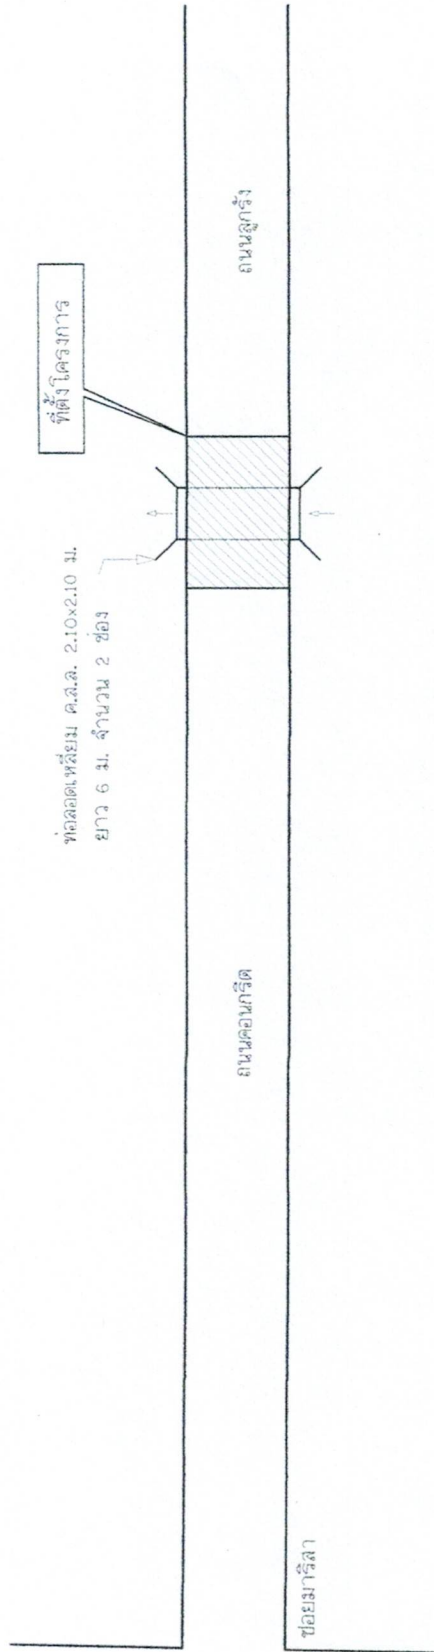 ท่อลอดเหลี่ยม ค.ส.ล. 2.10x2.10 ม.
ยาว 6 ม. จำนวน 2 ช่อง
ที่ตั้งโครงการ
ซอยมาริสา
ถนนคอนกรีต
ถนนลูกรัง